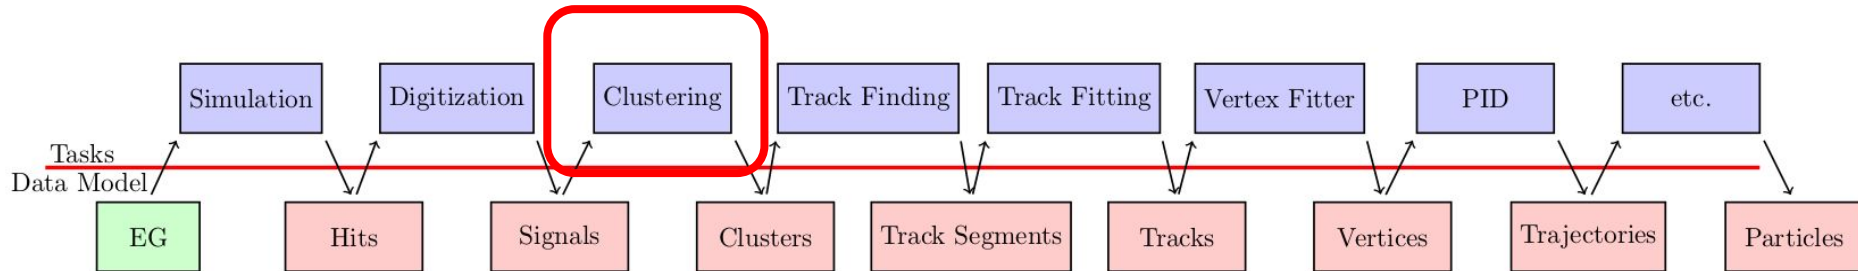 Simulation
Digitization
Clustering
Track Finding
Track Fitting
Vertex Fitter
PID
etc.
Tasks
Data Model
EG
Hits
Signals
Clusters
Track Segments
Tracks
Vertices
Trajectories
Particles